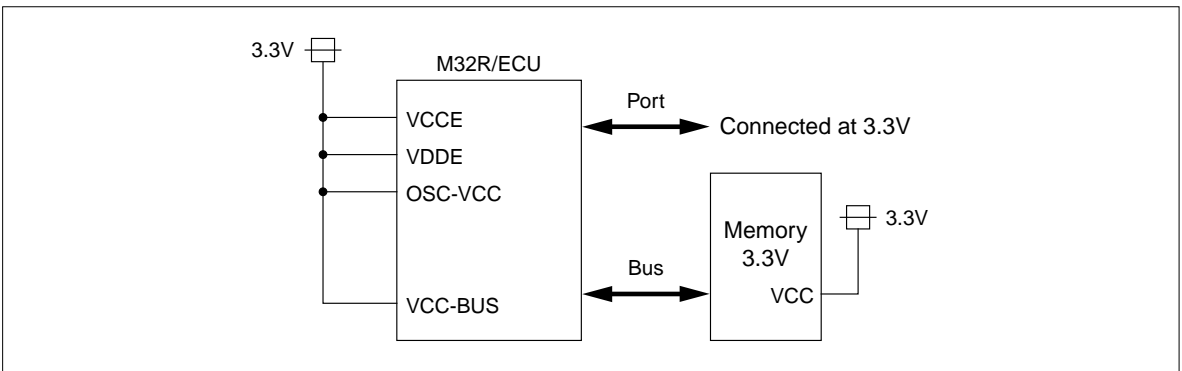 3.3V
M32R/ECU
VCCE
VDDE
OSC-VCC
VCC-BUS
Port
Connected at 3.3V
Bus
Memory
3.3V
VCC
3.3V